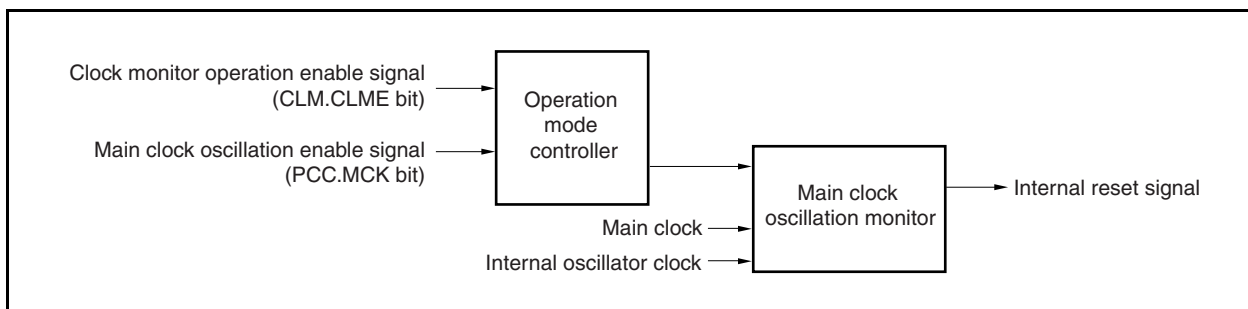 Clock monitor operation enable signal
(CLM.CLME bit)
Main clock oscillation enable signal
(PCC.MCK bit)
Operation
mode
controller
Main clock
Internal oscillator clock
Main clock
oscillation monitor
Internal reset signal